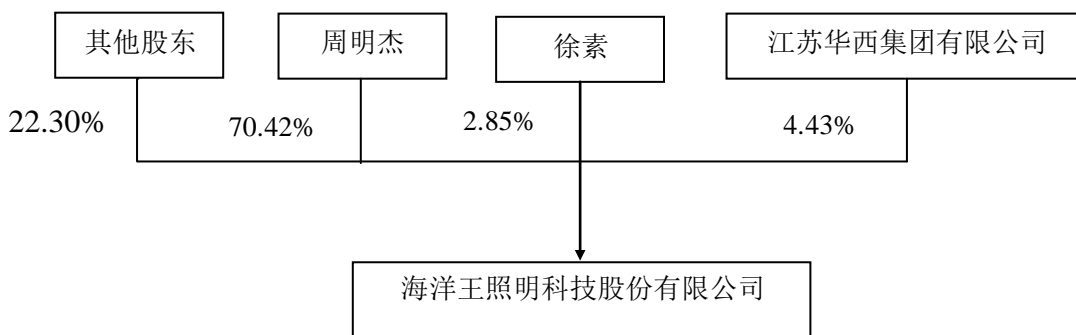 其他股东
周明杰
徐素
江苏华西集团有限公司
22.30%
70.42%
2.85%
4.43%
海洋王照明科技股份有限公司